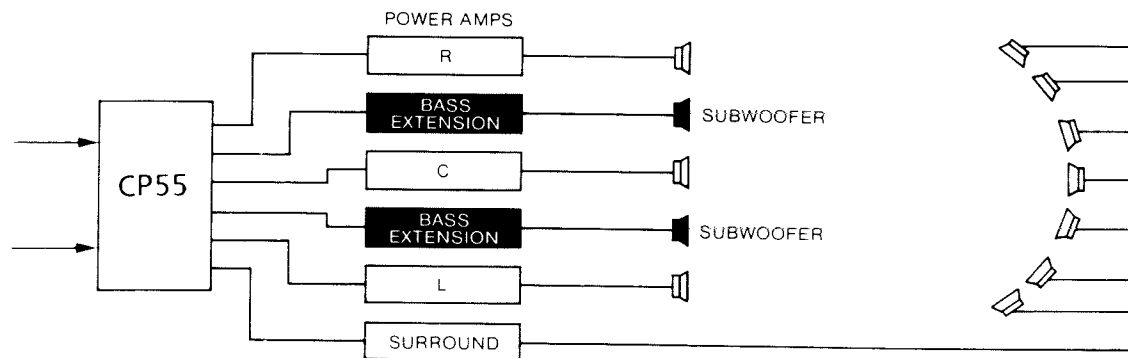 POWER AMPS
R
BASS
EXTENSION
SUBWOOFER
CP55
C
BASS
EXTENSION
SUBWOOFER
L
SURROUND